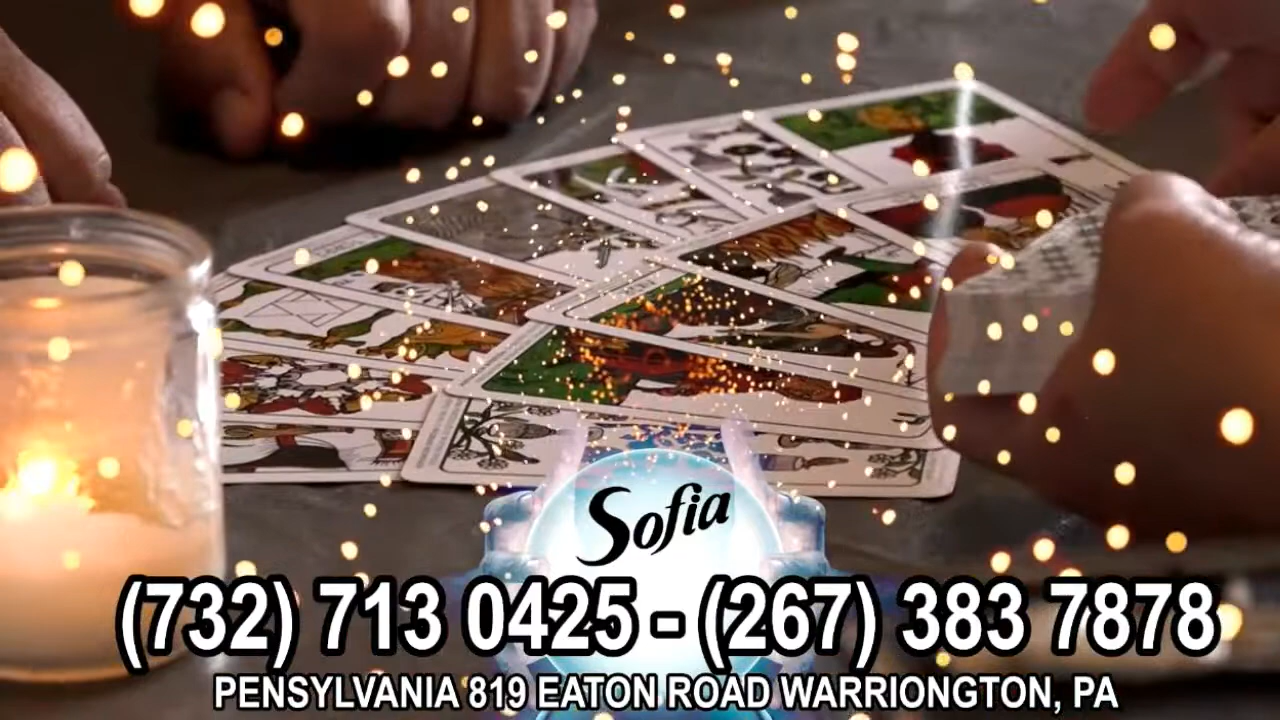 Sofia
(732) 713 0425 - (267) 383 7878
PENSYLVANIA 819 EATON ROAD WARRIONGTON, PA